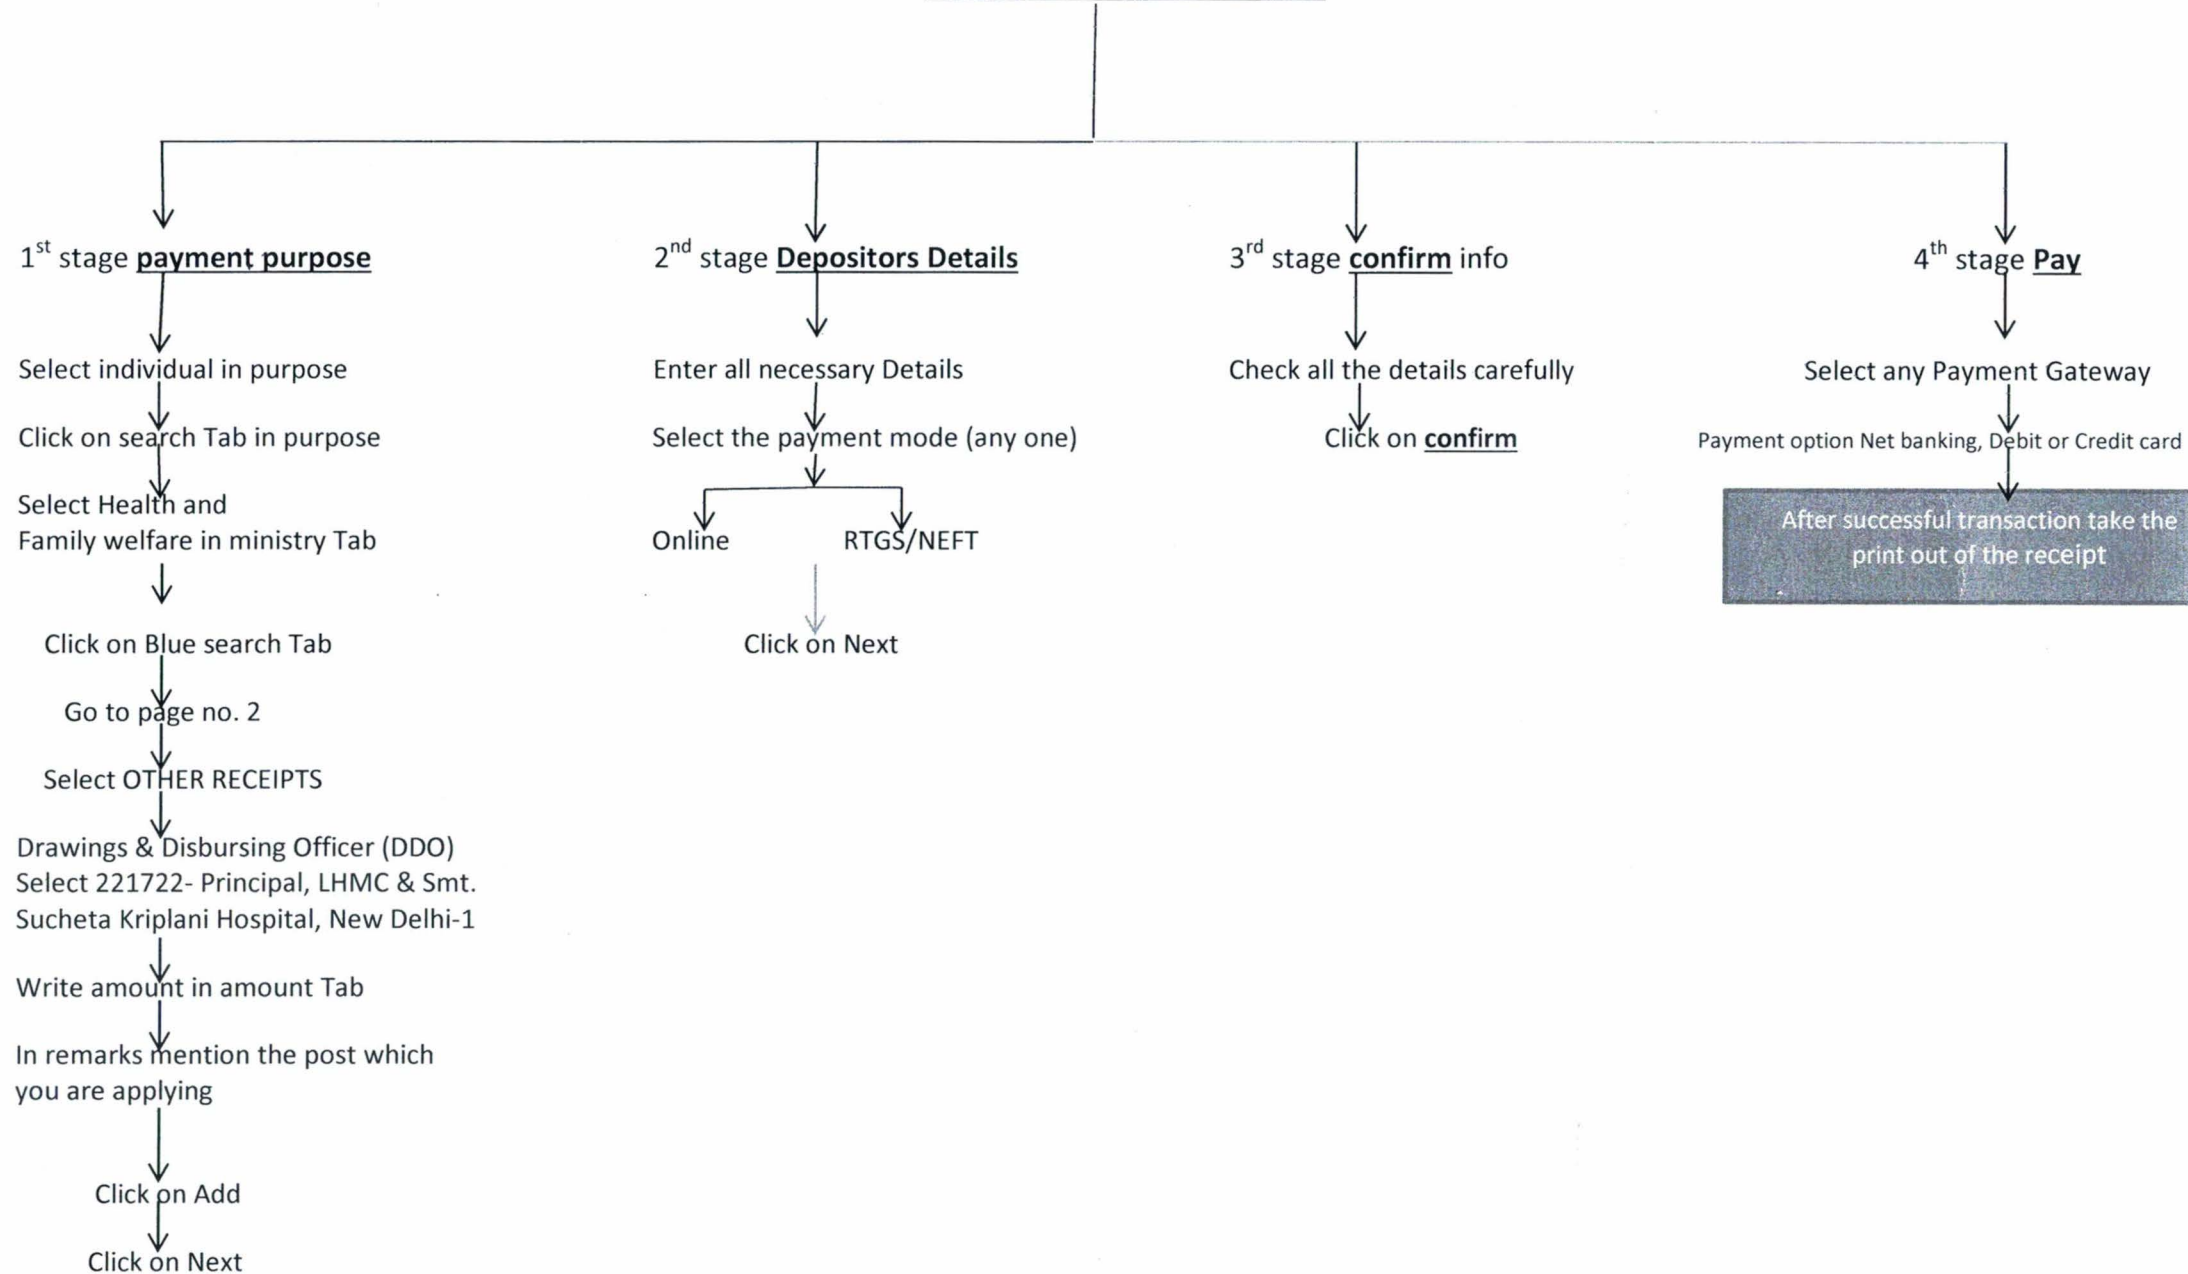 1st stage payment purpose
Select individual in purpose
Click on search Tab in purpose
Select Health and
Family welfare in ministry Tab
Click on Blue search Tab
Go to page no. 2
Select OTHER RECEIPTS
Drawings & Disbursing Officer (DDO)
Select 221722- Principal, LHMC & Smt.
Sucheta Kriplani Hospital, New Delhi-1
Write amount in amount Tab
In remarks mention the post which
you are applying
Click on Add
Click on Next
2nd stage Depositors Details
Enter all necessary Details
Select the payment mode (any one)
Online
RTGS/NEFT
Click on Next
3rd stage confirm info
Check all the details carefully
Click on confirm
4th stage Pay
Select any Payment Gateway
Payment option Net banking, Debit or Credit card
After successful transaction take the
print out of the receipt